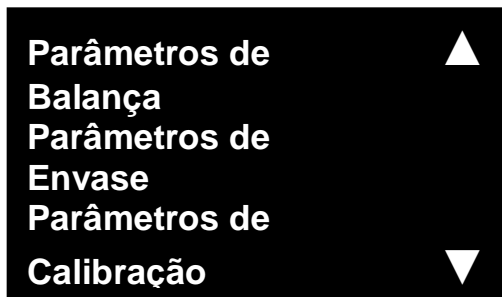 Parâmetros de
Balança
Parâmetros de
Envase
Parâmetros de
Calibração